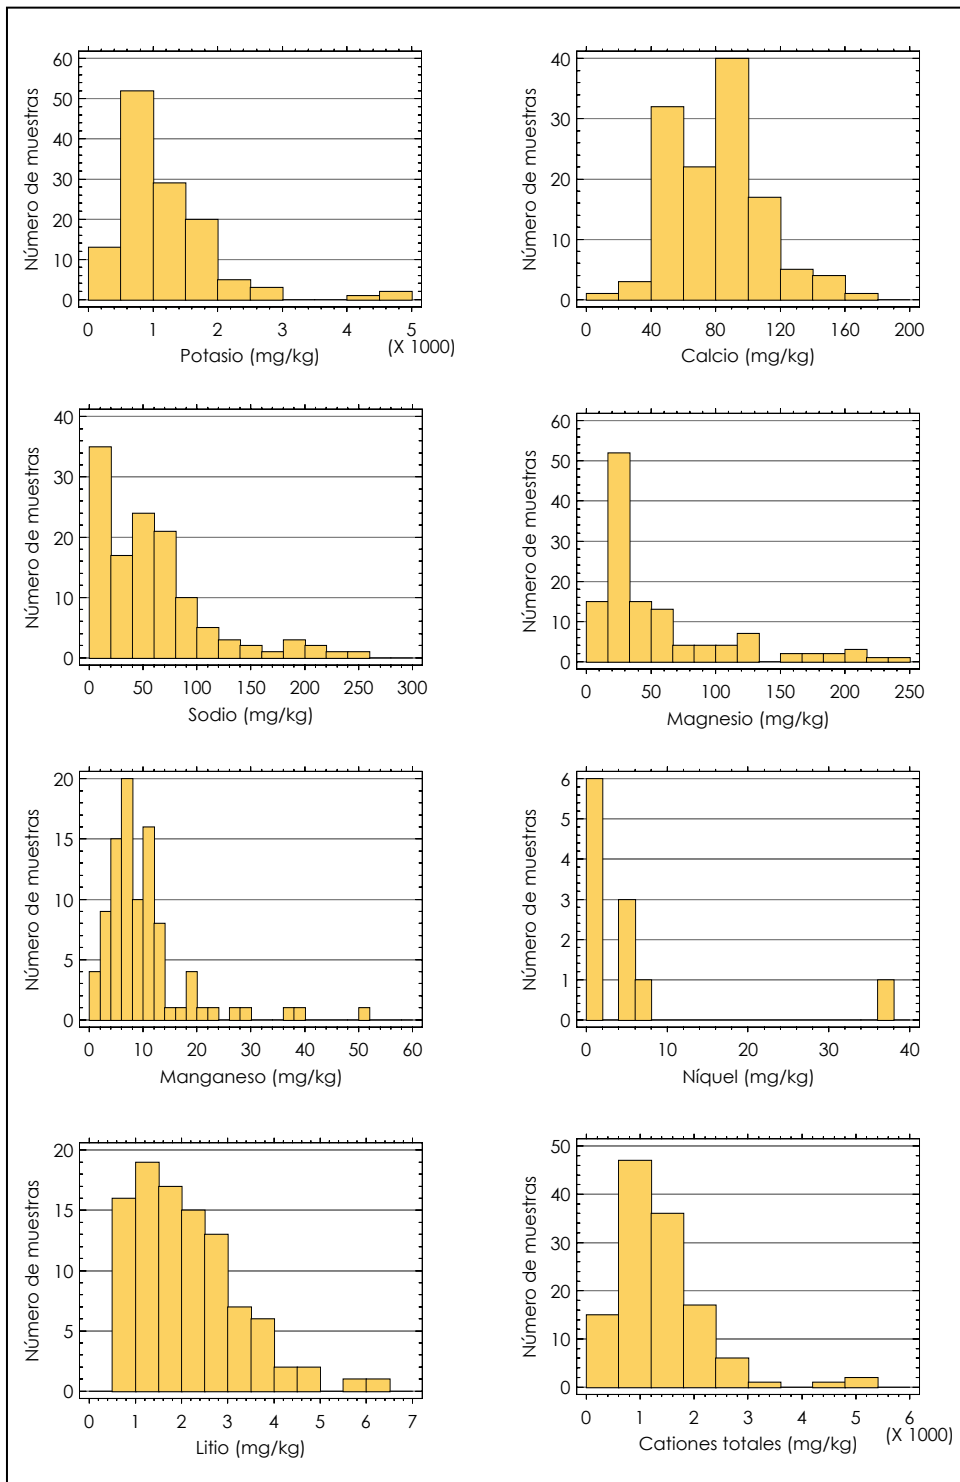 60
50
40
30
20
10
0
Número de muestras
0 1 2 3 4 5
Potasio (mg/kg)
(X 1000)
40
30
20
10
0
Número de muestras
0 40 80 120 160 200
Calcio (mg/kg)
40
30
20
10
0
Número de muestras
0 50 100 150 200 250 300
Sodio (mg/kg)
60
50
40
30
20
10
0
Número de muestras
0 50 100 150 200 250
Magnesio (mg/kg)
20
15
10
5
0
Número de muestras
0 10 20 30 40 50 60
Manganeso (mg/kg)
6
5
4
3
2
1
0
Número de muestras
0 10 20 30 40
Níquel (mg/kg)
20
15
10
5
0
Número de muestras
0 1 2 3 4 5 6 7
Litio (mg/kg)
50
40
30
20
10
0
Número de muestras
0 1 2 3 4 5 6
Cationes totales (mg/kg)
(X 1000)